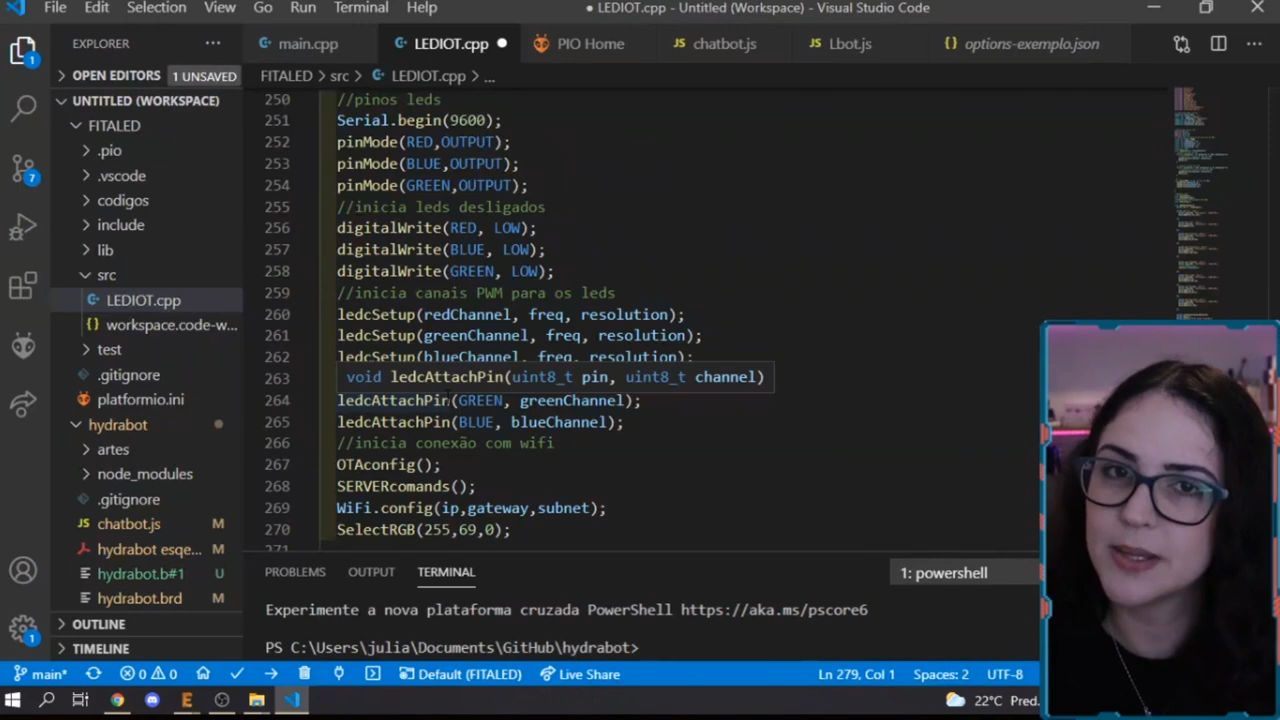 File Edit Selection View Go Run Terminal Help
● LEDIOT.cpp - Untitled (Workspace) - Visual Studio Code
EXPLORER ···
main.cpp LEDIOT.cpp ● PIO Home JS chatbot.js JS Lbot.js {} options-exemplo.json ···
OPEN EDITORS 1 UNSAVED
FITALED > src > LEDIOT.cpp > ...
UNTITLED (WORKSPACE)
FITALED
.pio
.vscode
codigos
include
lib
src
LEDIOT.cpp
{} workspace.code-w...
test
.gitignore
platformio.ini
hydrabot
artes
node_modules
.gitignore
JS chatbot.js M
hydrabot esqe... M
hydrabot.b#1 U
hydrabot.brd M
OUTLINE
TIMELINE
1
7
1
250 //pinos leds
251 Serial.begin(9600);
252 pinMode(RED,OUTPUT);
253 pinMode(BLUE,OUTPUT);
254 pinMode(GREEN,OUTPUT);
255 //inicia leds desligados
256 digitalWrite(RED, LOW);
257 digitalWrite(BLUE, LOW);
258 digitalWrite(GREEN, LOW);
259 //inicia canais PWM para os leds
260 ledcSetup(redChannel, freq, resolution);
261 ledcSetup(greenChannel, freq, resolution);
262 ledcSetup(blueChannel, freq, resolution);
263 void ledcAttachPin(uint8_t pin, uint8_t channel)
264 ledcAttachPin(GREEN, greenChannel);
265 ledcAttachPin(BLUE, blueChannel);
266 //inicia conexão com wifi
267 OTAconfig();
268 SERVERcomands();
269 WiFi.config(ip,gateway,subnet);
270 SelectRGB(255,69,0);
271
PROBLEMS OUTPUT TERMINAL 1: powershell
Experimente a nova plataforma cruzada PowerShell https://aka.ms/pscore6
PS C:\Users\julia\Documents\GitHub\hydrabot>
main* 0 0 Default (FITALED) Live Share Ln 279, Col 1 Spaces: 2 UTF-8
22°C Pred.